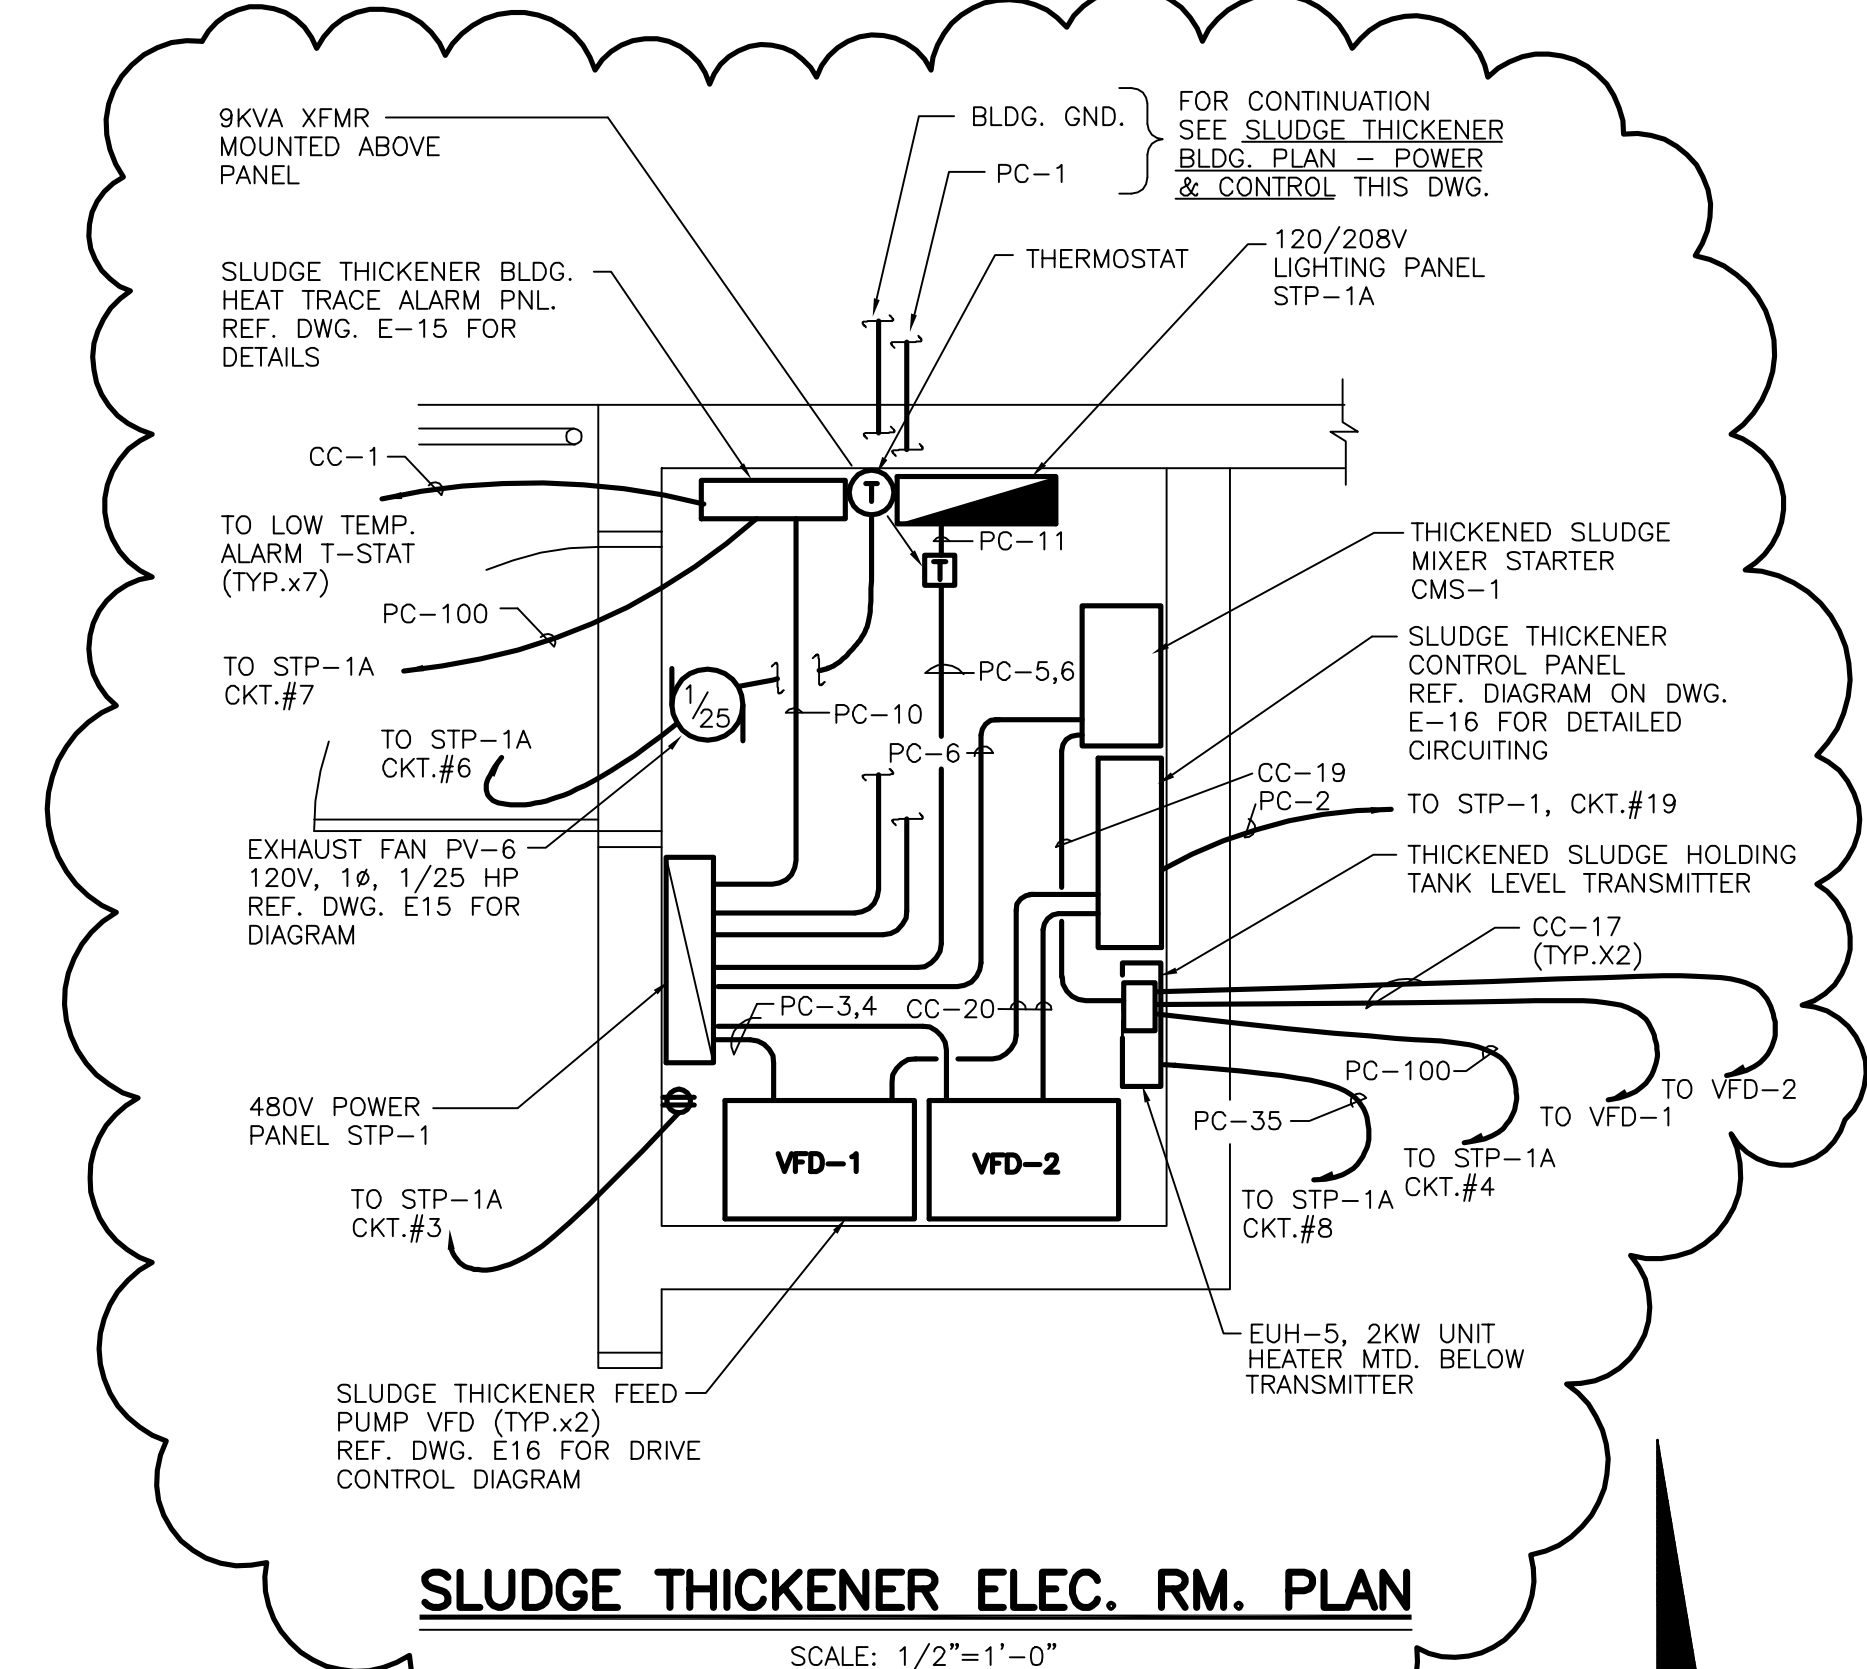 9KVA XFMR
MOUNTED ABOVE
PANEL
BLDG. GND.
PC-1
FOR CONTINUATION
SEE SLUDGE THICKENER
BLDG. PLAN - POWER
& CONTROL THIS DWG.
SLUDGE THICKENER BLDG.
HEAT TRACE ALARM PNL.
REF. DWG. E-15 FOR
DETAILS
THERMOSTAT
120/208V
LIGHTING PANEL
STP-1A
CC-1
TO LOW TEMP.
ALARM T-STAT
(TYP.x7)
T
PC-11
T
THICKENED SLUDGE
MIXER STARTER
CMS-1
PC-100
TO STP-1A
CKT.#7
SLUDGE THICKENER
CONTROL PANEL
REF. DIAGRAM ON DWG.
E-16 FOR DETAILED
CIRCUITING
PC-5,6
1/25
PC-10
TO STP-1A
CKT.#6
PC-6
CC-19
PC-2
TO STP-1, CKT.#19
EXHAUST FAN PV-6
120V, 1ø, 1/25 HP
REF. DWG. E15 FOR
DIAGRAM
THICKENED SLUDGE HOLDING
TANK LEVEL TRANSMITTER
CC-17
(TYP.X2)
PC-3,4
CC-20
PC-100
TO VFD-2
TO VFD-1
480V POWER
PANEL STP-1
PC-35
VFD-1
VFD-2
TO STP-1A
CKT.#4
TO STP-1A
CKT.#3
TO STP-1A
CKT.#8
EUH-5, 2KW UNIT
HEATER MTD. BELOW
TRANSMITTER
SLUDGE THICKENER FEED
PUMP VFD (TYP.x2)
REF. DWG. E16 FOR DRIVE
CONTROL DIAGRAM
SLUDGE THICKENER ELEC. RM. PLAN
SCALE: 1/2"=1'-0"